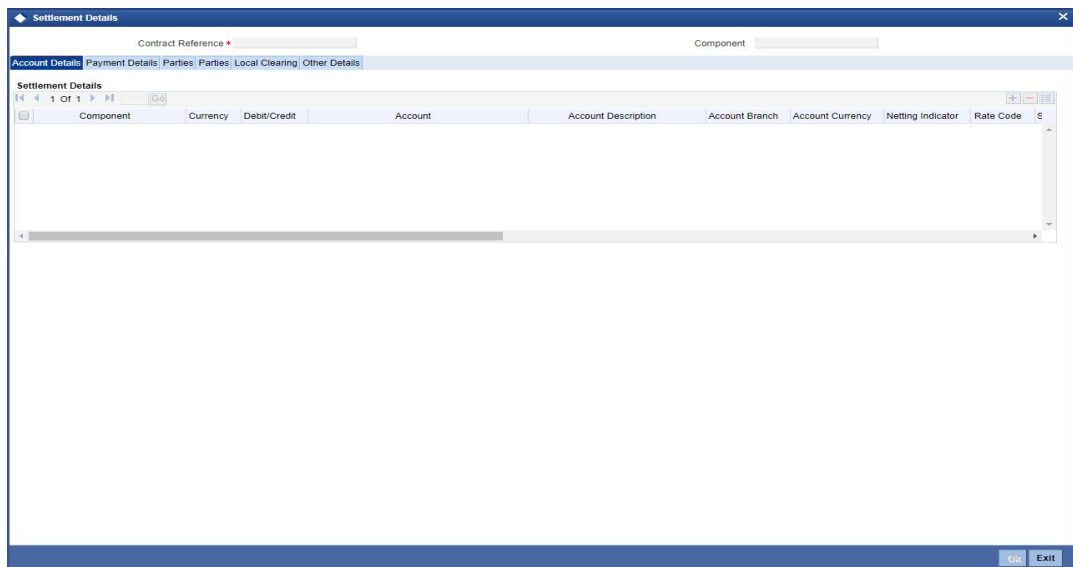 Settlement Details
Contract Reference * Component
Account Details Payment Details Parties Parties Local Clearing Other Details
Settlement Details
1 Of 1 Go
Component Currency Debit/Credit Account Account Description Account Branch Account Currency Netting Indicator Rate Code S
Ok Exit